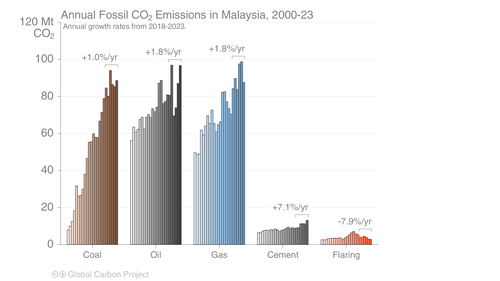 Annual Fossil CO₂ Emissions in Malaysia, 2000-23
Annual growth rates from 2018-2023.
120 Mt
CO₂
100
80
60
40
20
0
+1.0%/yr
+1.8%/yr
+1.8%/yr
+7.1%/yr
-7.9%/yr
Coal
Oil
Gas
Cement
Flaring
Global Carbon Project